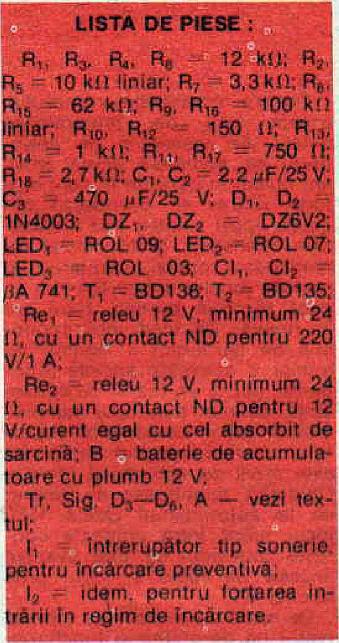 LISTA DE PIESE :
R₁, R₃, R₄, R₆ = 12 kΩ; R₂,
R₅ = 10 kΩ liniar; R₇ = 3,3 kΩ; R₈,
R₁₅ = 62 kΩ; R₉, R₁₆ = 100 kΩ
liniar; R₁₀, R₁₂ = 150 Ω; R₁₃,
R₁₄ = 1 kΩ; R₁₁, R₁₇ = 750 Ω;
R₁₈ = 2,7 kΩ; C₁, C₂ = 2,2 μF/25 V;
C₃ = 470 μF/25 V; D₁, D₂ =
1N4003; DZ₁, DZ₂ = DZ6V2;
LED₁ = ROL 09; LED₂ = ROL 07;
LED₃ = ROL 03; CI₁, CI₂ =
βA 741; T₁ = BD136; T₂ = BD135;
Re₁ = releu 12 V, minimum 24
Ω, cu un contact ND pentru 220
V/1 A;
Re₂ = releu 12 V, minimum 24
Ω, cu un contact ND pentru 12
V/curent egal cu cel absorbit de
sarcină; B = baterie de acumula-
toare cu plumb 12 V;
Tr, Sig. D₃—D₆, A — vezi tex-
tul;
I₁ = întrerupător tip sonerie,
pentru încărcare preventivă;
I₂ = idem, pentru forțarea in-
trării în regim de încărcare.